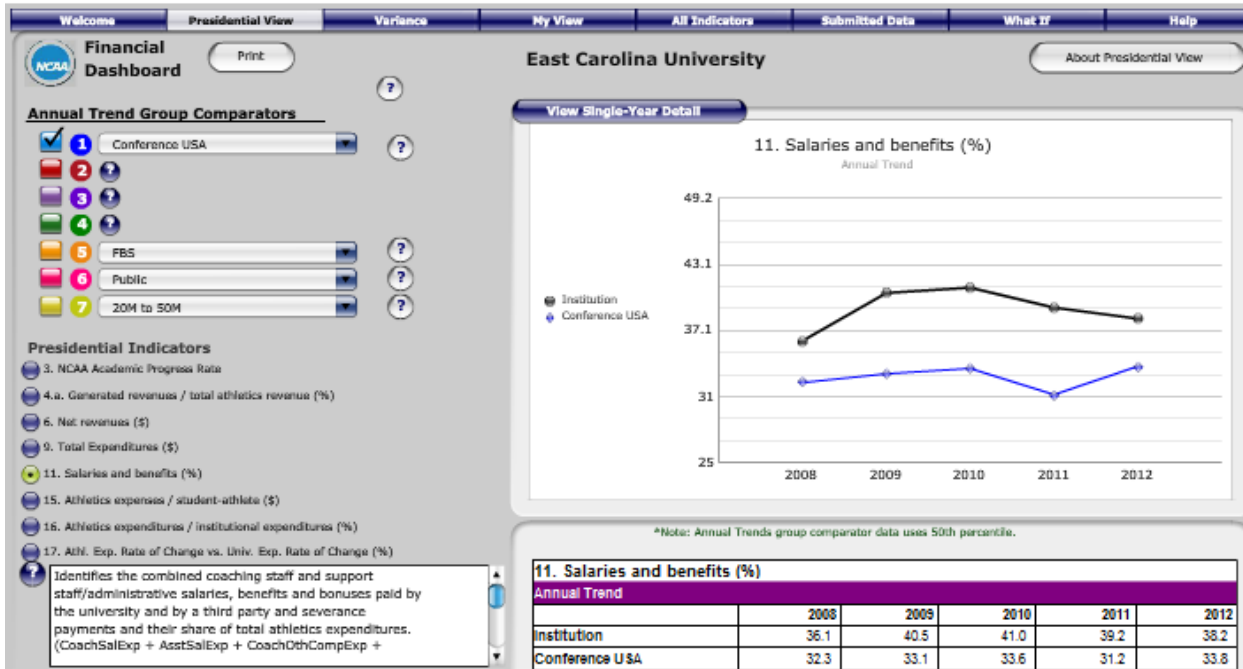 Welcome
Presidential View
Variance
My View
All Indicators
Submitted Data
What If
Help
NCAA
Financial
Dashboard
Print
?
East Carolina University
About Presidential View
Annual Trend Group Comparators
1 Conference USA ?
2 ?
3 ?
4 ?
5 FBS ?
6 Public ?
7 20M to 50M ?
Presidential Indicators
3. NCAA Academic Progress Rate
4.a. Generated revenues / total athletics revenue (%)
6. Net revenues ($)
9. Total Expenditures ($)
11. Salaries and benefits (%)
15. Athletics expenses / student-athlete ($)
16. Athletics expenditures / institutional expenditures (%)
17. Athl. Exp. Rate of Change vs. Univ. Exp. Rate of Change (%)
?
Identifies the combined coaching staff and support
staff/administrative salaries, benefits and bonuses paid by
the university and by a third party and severance
payments and their share of total athletics expenditures.
(CoachSalExp + AsstSalExp + CoachOthCompExp +
View Single-Year Detail
11. Salaries and benefits (%)
Annual Trend
49.2
43.1
37.1
31
25
Institution
Conference USA
2008 2009 2010 2011 2012
*Note: Annual Trends group comparator data uses 50th percentile.
11. Salaries and benefits (%)
Annual Trend
2008 2009 2010 2011 2012
Institution 36.1 40.5 41.0 39.2 38.2
Conference USA 32.3 33.1 33.6 31.2 33.8